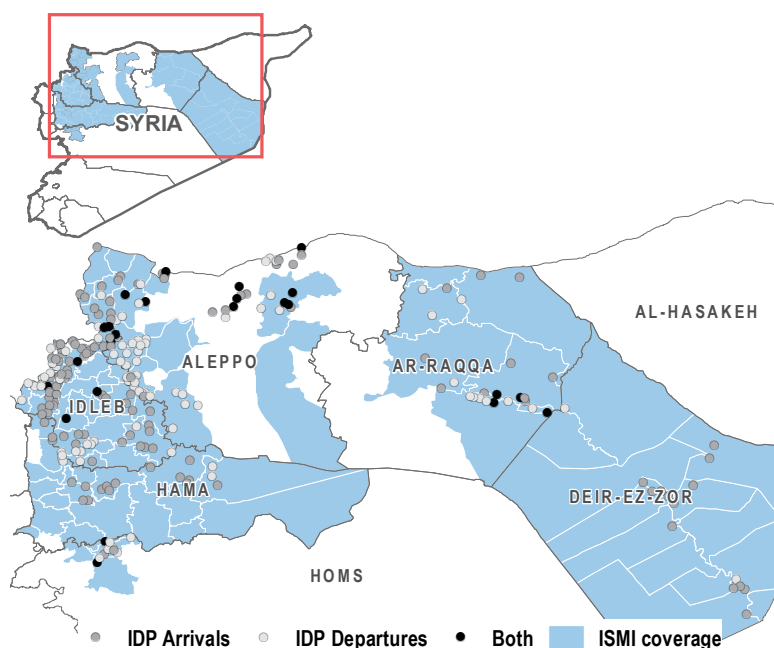 SYRIA
AL-HASAKEH
ALEPPO
AR-RAQQA
IDLEB
HAMA
DEIR-EZ-ZOR
HOMS
IDP Arrivals IDP Departures Both ISMI coverage